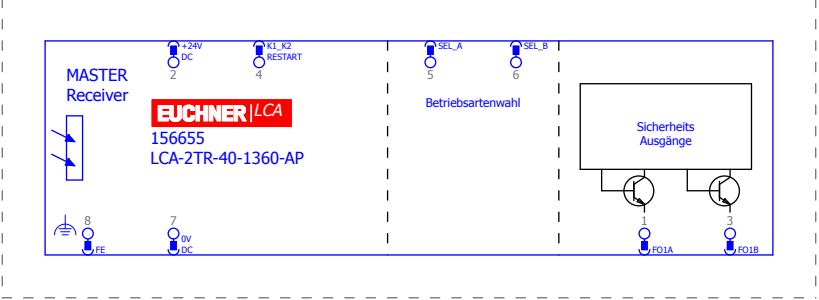 +24V
DC
2
K1_K2
RESTART
4
SEL_A
5
SEL_B
6
MASTER
Receiver
EUCHNER LCA
156655
LCA-2TR-40-1360-AP
Betriebsartenwahl
Sicherheits
Ausgänge
8
FE
7
0V
DC
1
FO1A
3
FO1B